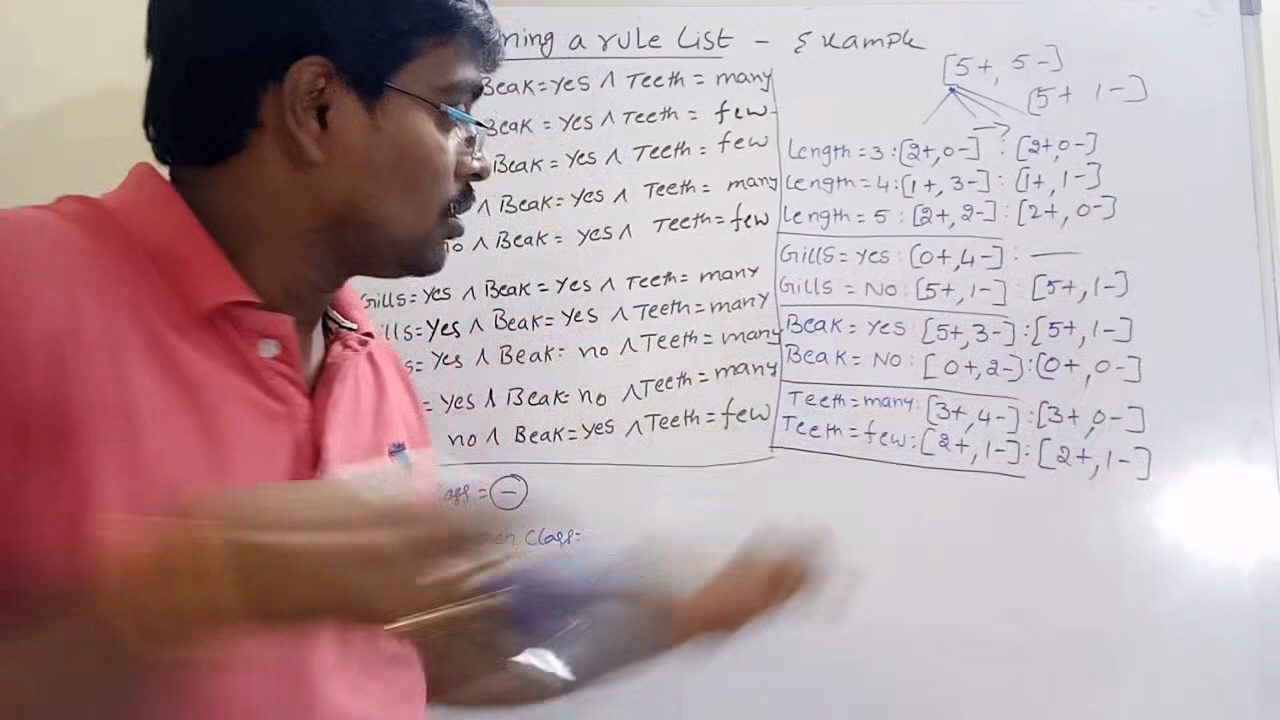 ning a rule List - Example
Beak = Yes ∧ Teeth = many
Beak = Yes ∧ Teeth = few
Beak = Yes ∧ Teeth = few
∧ Beak = Yes ∧ Teeth = many
no ∧ Beak = Yes ∧ Teeth = few
Gills = Yes ∧ Beak = Yes ∧ Teeth = many
lls = Yes ∧ Beak = Yes ∧ Teeth = many
s = Yes ∧ Beak = no ∧ Teeth = many
= Yes ∧ Beak = no ∧ Teeth = many
no ∧ Beak = Yes ∧ Teeth = few
= -
en Class:
[5+, 5-]
[5+ 1-]
Length = 3 : [2+, 0-] : [2+, 0-]
Length = 4 : [1+, 3-] : [1+, 1-]
Length = 5 : [2+, 2-] : [2+, 0-]
Gills = Yes : [0+, 4-] : —
Gills = No : [5+, 1-] : [5+, 1-]
Beak = Yes : [5+, 3-] : [5+, 1-]
Beak = No : [0+, 2-] : [0+, 0-]
Teeth = many : [3+, 4-] : [3+, 0-]
Teeth = few : [2+, 1-] : [2+, 1-]